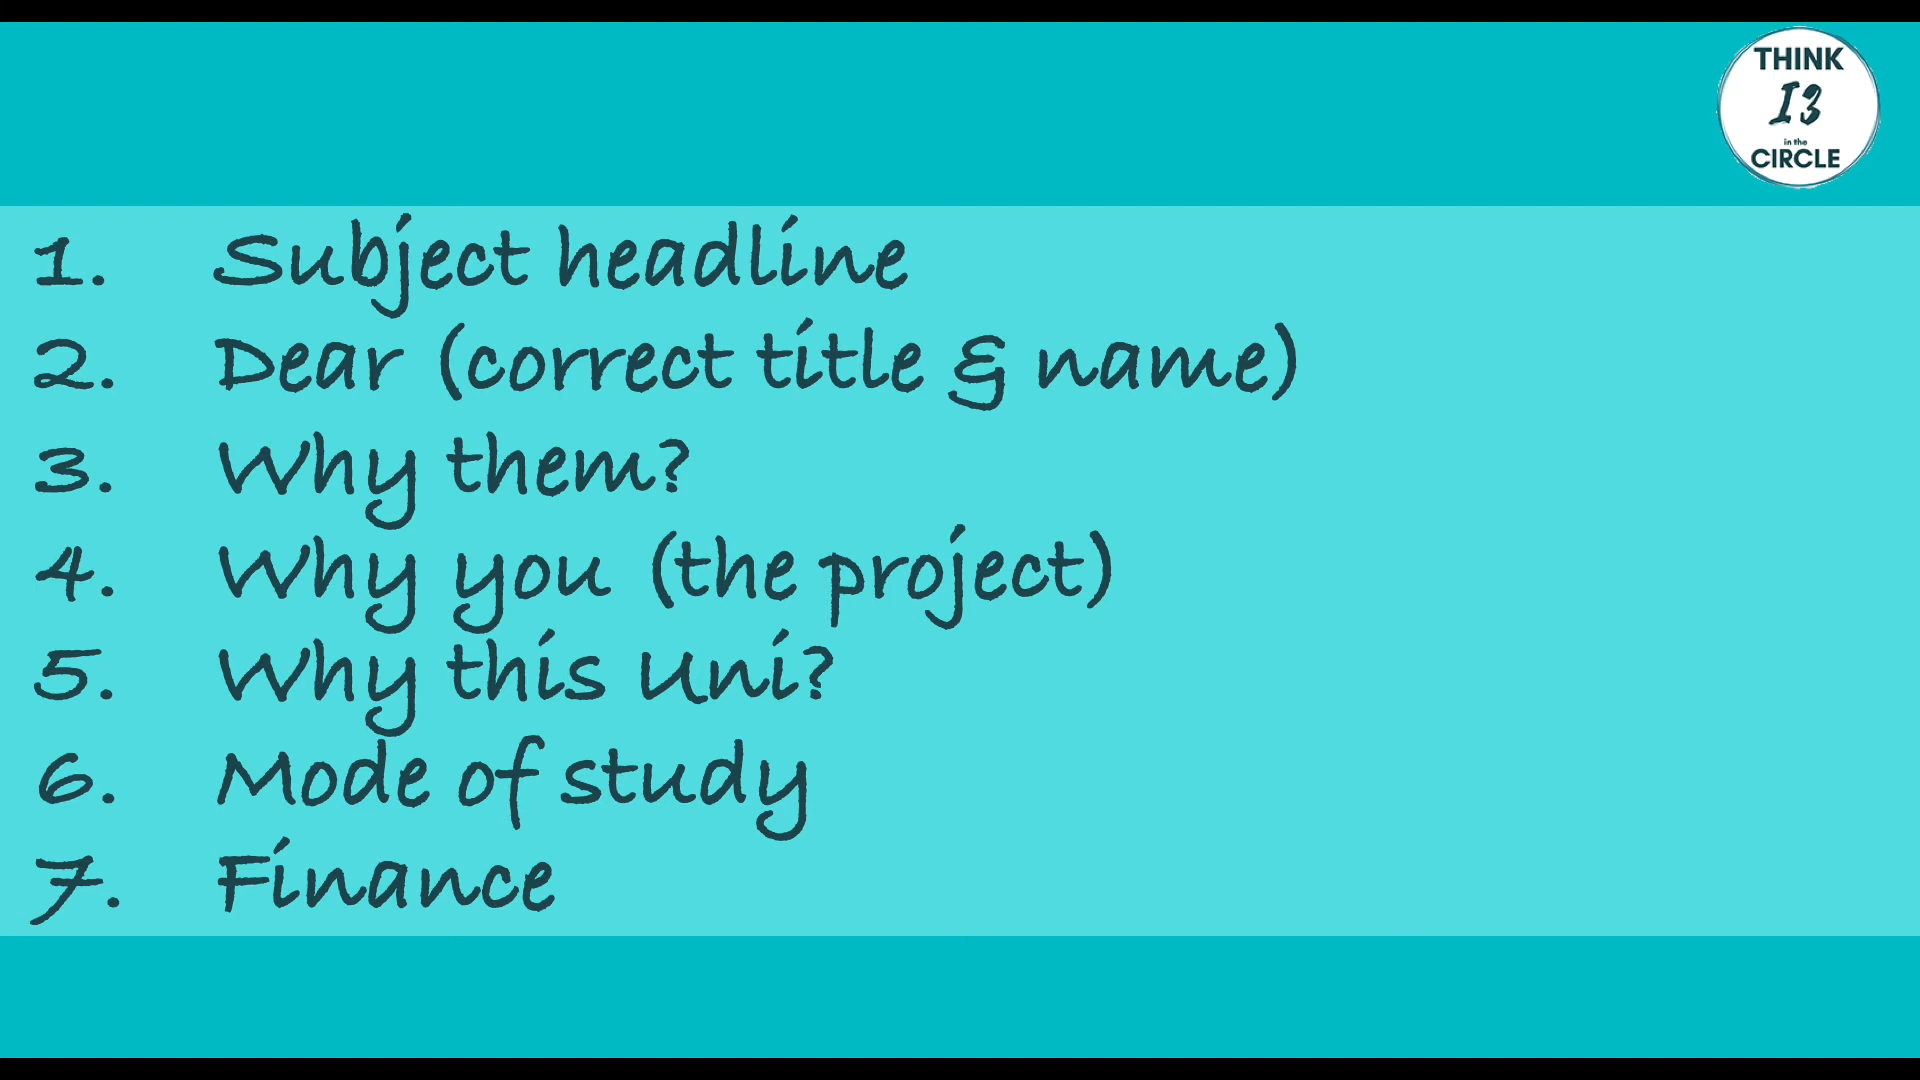 THINK
13
in the
CIRCLE
1. Subject headline
2. Dear (correct title & name)
3. Why them?
4. Why you (the project)
5. Why this Uni?
6. Mode of study
7. Finance